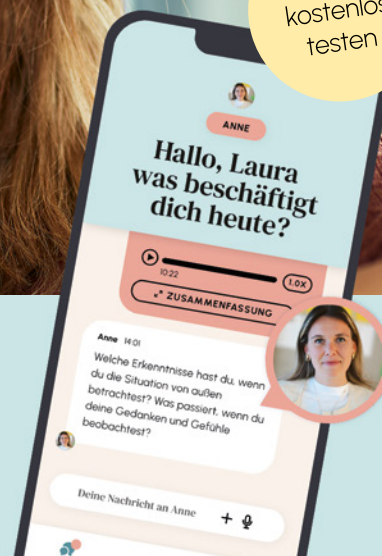 kostenlos
testen
ANNE
Hallo, Laura
was beschäftigt
dich heute?
10:22
1.0X
ZUSAMMENFASSUNG
Anne 14:01
Welche Erkenntnisse hast du, wenn
du die Situation von außen
betrachtest? Was passiert, wenn du
deine Gedanken und Gefühle
beobachtest?
Deine Nachricht an Anne